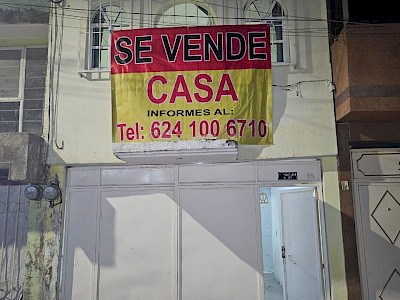 SE VENDE
CASA
INFORMES AL:
Tel: 624 100 6710